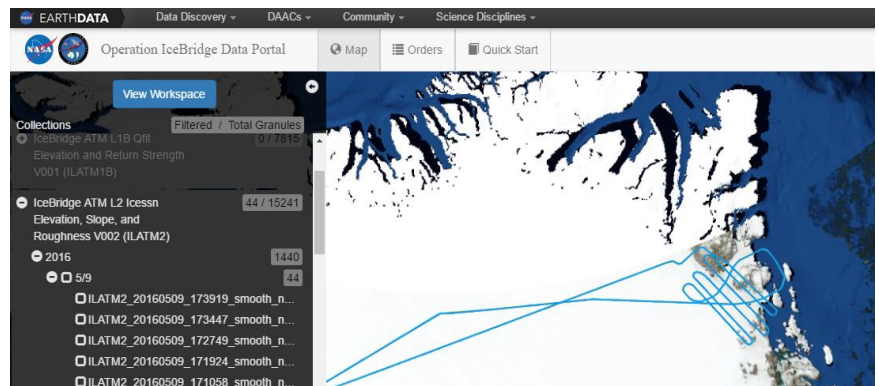 EARTHDATA Data Discovery DAACs Community Science Disciplines
NASA Operation IceBridge Data Portal Map Orders Quick Start
View Workspace
Collections Filtered / Total Granules
IceBridge ATM L1B Qfit 0 / 7815
Elevation and Return Strength
V001 (ILATM1B)
IceBridge ATM L2 Icessn 44 / 15241
Elevation, Slope, and
Roughness V002 (ILATM2)
2016 1440
5/9 44
ILATM2_20160509_173919_smooth_n...
ILATM2_20160509_173447_smooth_n...
ILATM2_20160509_172749_smooth_n...
ILATM2_20160509_171924_smooth_n...
ILATM2_20160509_171058_smooth_n...